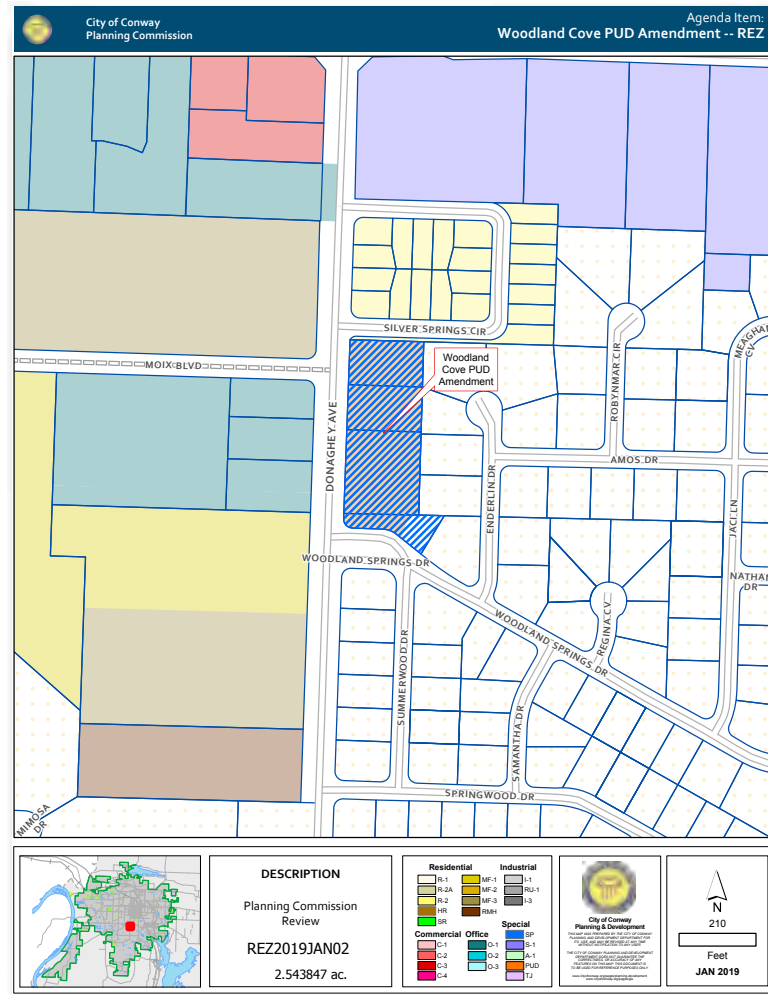 City of Conway
Planning Commission
Agenda Item:
Woodland Cove PUD Amendment -- REZ
SILVER SPRINGS CIR
MOIX BLVD
Woodland
Cove PUD
Amendment
DONAGHEY AVE
ROBYNMAR CIR
MEAGHAN
CV
AMOS DR
ENDERLIN DR
JACI LN
WOODLAND SPRINGS DR
NATHAN
DR
REGINA CV
WOODLAND SPRINGS DR
SUMMERWOOD DR
SAMANTHA DR
SPRINGWOOD DR
MIMOSA
DR
DESCRIPTION
Planning Commission
Review
REZ2019JAN02
2.543847 ac.
Residential
R-1
R-2A
R-2
HR
SR
MF-1
MF-2
MF-3
RMH
Industrial
I-1
RU-1
I-3
Commercial
C-1
C-2
C-3
C-4
Office
O-1
O-2
O-3
Special
SP
S-1
A-1
PUD
TJ
City of Conway
Planning & Development
N
210
Feet
JAN 2019